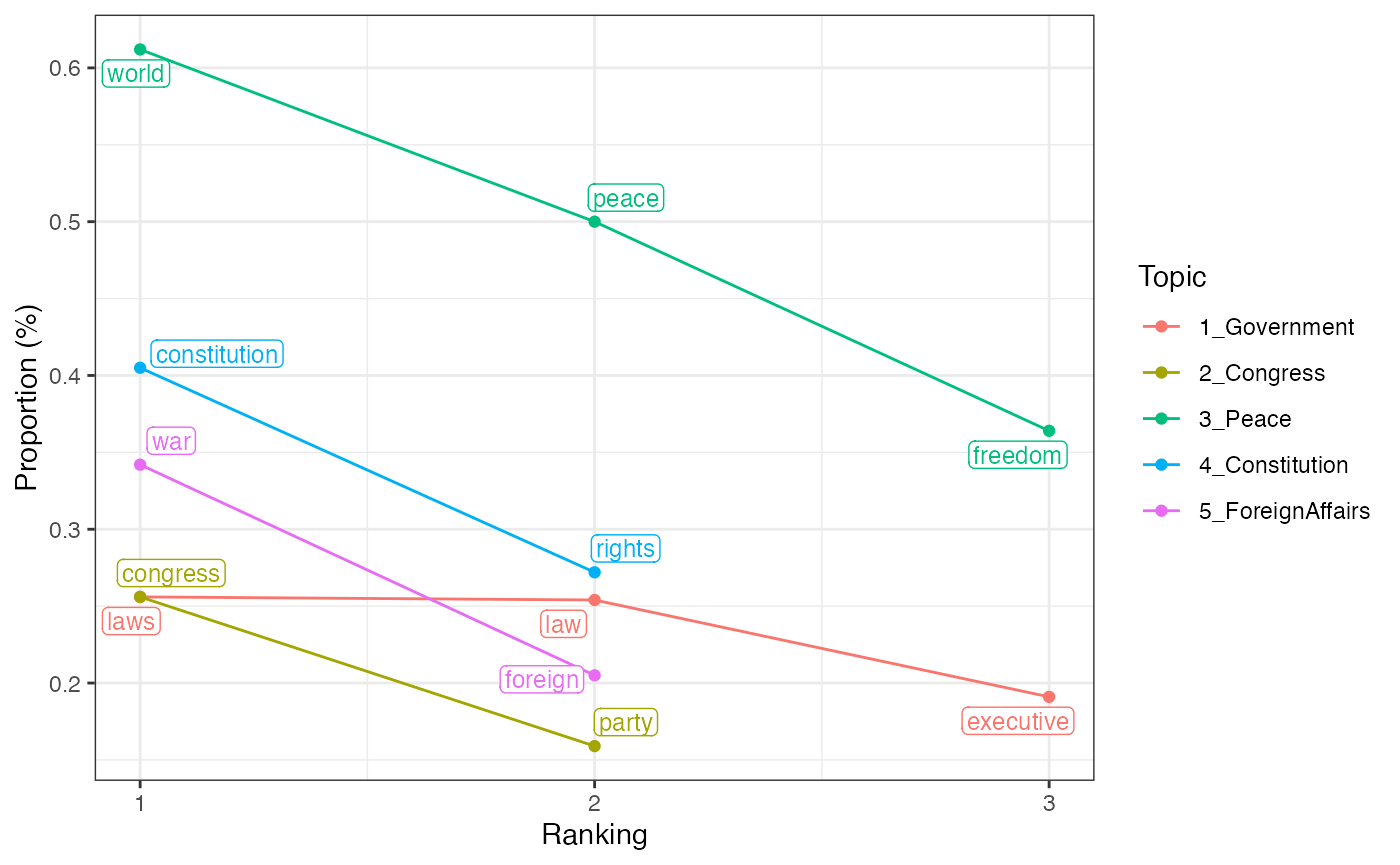 0.6
0.5
0.4
0.3
0.2
Proportion (%)
world
peace
constitution
war
freedom
rights
congress
laws
law
foreign
party
executive
1
2
3
Ranking
Topic
1_Government
2_Congress
3_Peace
4_Constitution
5_ForeignAffairs